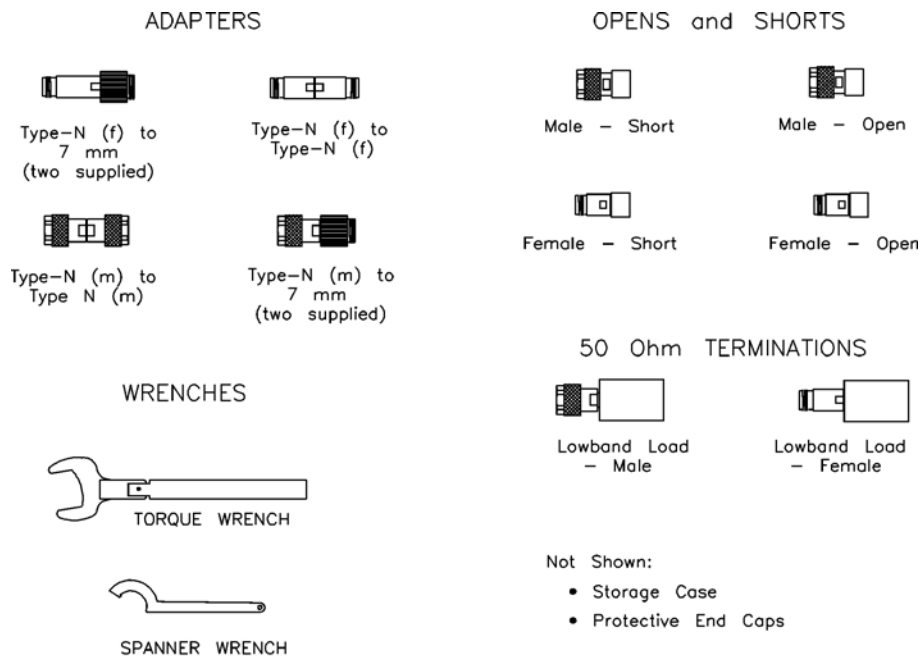 ADAPTERS
Type-N (f) to
7 mm
(two supplied)
Type-N (f) to
Type-N (f)
Type-N (m) to
Type N (m)
Type-N (m) to
7 mm
(two supplied)
WRENCHES
TORQUE WRENCH
SPANNER WRENCH
OPENS and SHORTS
Male - Short
Male - Open
Female - Short
Female - Open
50 Ohm TERMINATIONS
Lowband Load
- Male
Lowband Load
- Female
Not Shown:
• Storage Case
• Protective End Caps